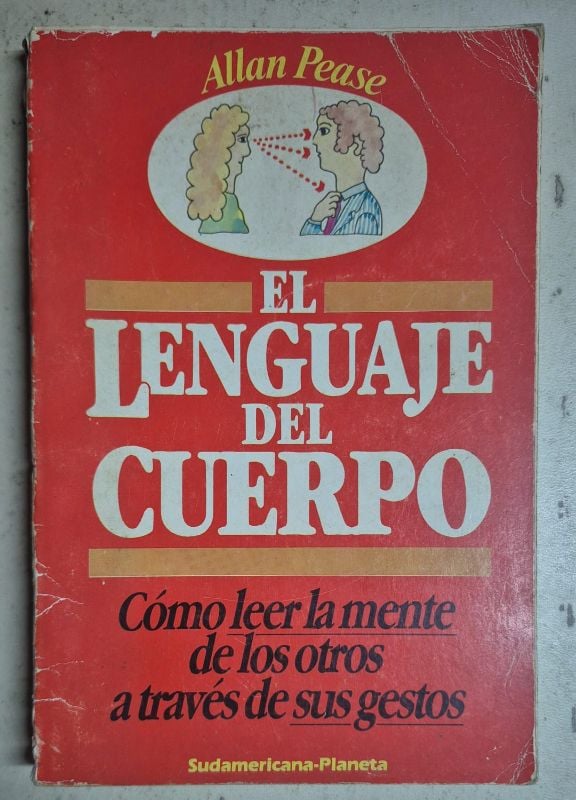 Allan Pease
EL
LENGUAJE
DEL
CUERPO
Cómo leer la mente
de los otros
a través de sus gestos
Sudamericana-Planeta